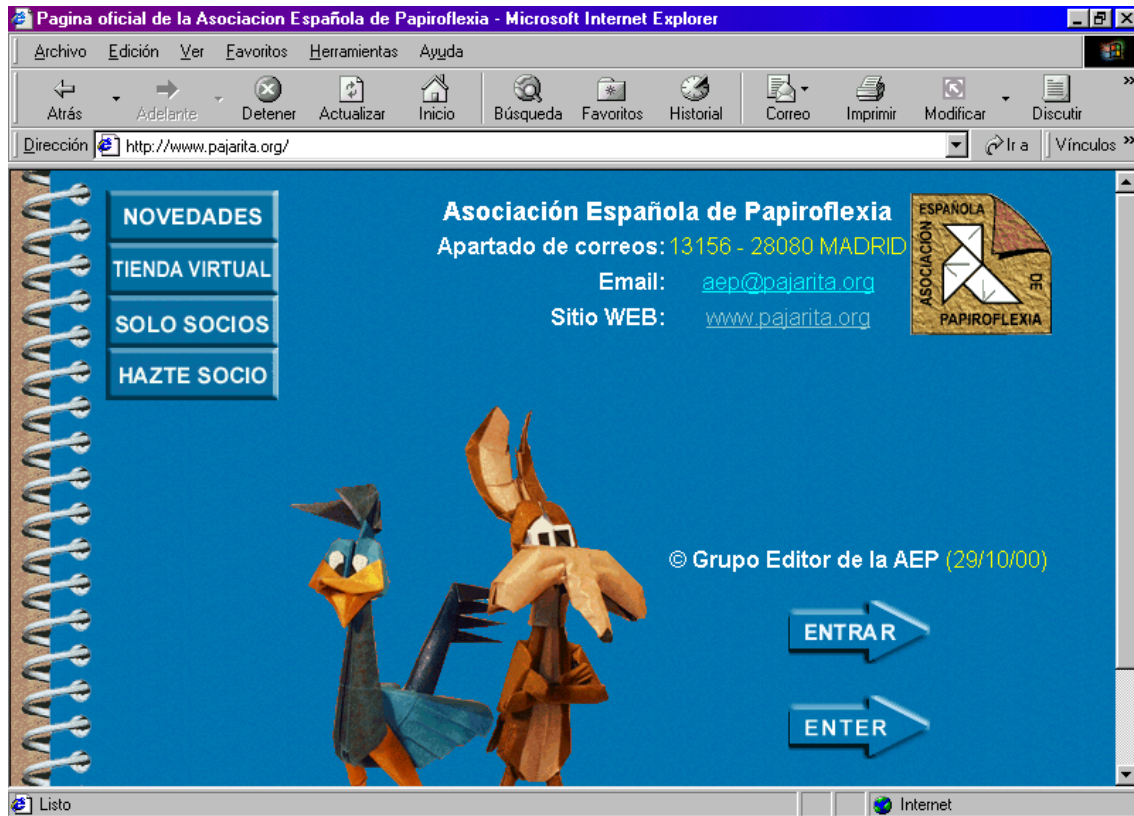 Pagina oficial de la Asociacion Española de Papiroflexia - Microsoft Internet Explorer
Archivo Edición Ver Favoritos Herramientas Ayuda
Atrás Adelante Detener Actualizar Inicio Búsqueda Favoritos Historial Correo Imprimir Modificar Discutir »
Dirección http://www.pajarita.org/ Ir a Vínculos »
NOVEDADES
TIENDA VIRTUAL
SOLO SOCIOS
HAZTE SOCIO
Asociación Española de Papiroflexia
Apartado de correos: 13156 - 28080 MADRID
Email: aep@pajarita.org
Sitio WEB: www.pajarita.org
ASOCIACION
ESPAÑOLA
DE
PAPIROFLEXIA
© Grupo Editor de la AEP (29/10/00)
ENTRAR
ENTER
Listo Internet